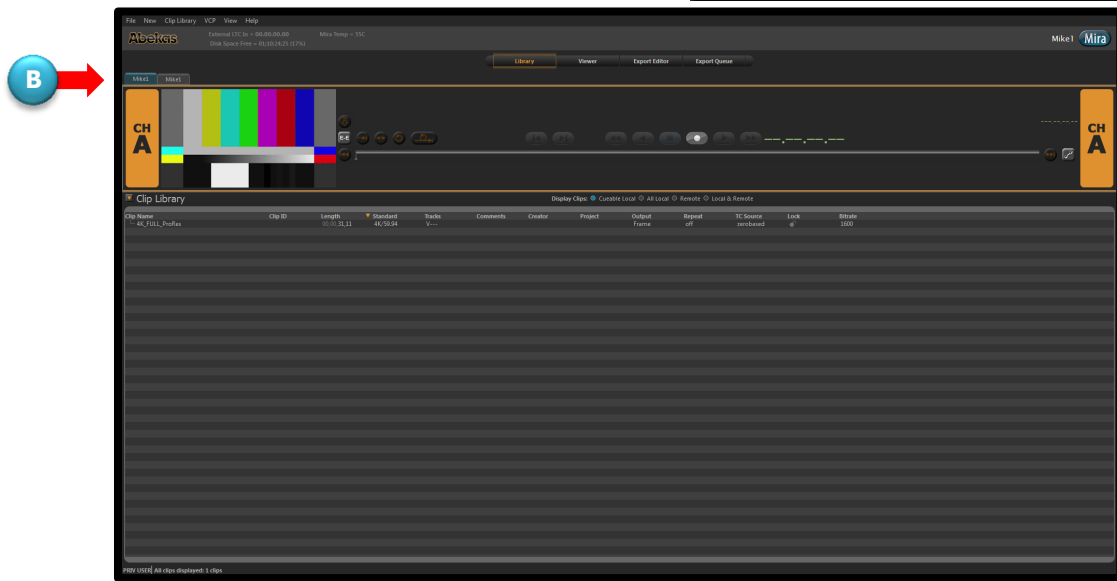 File New Clip Library VCP View Help
Abekas
External LTC In = 00.00.00.00 Mira Temp = 55C
Disk Space Free = 01;10;24;25 (17%)
Mike1 Mira
Library Viewer Export Editor Export Queue
B
Mike1 Mike1
CH
A
E-E
--.--.--.--
--.--.--.--
CH
A
Clip Library
Display Clips: Cueable Local All Local Remote Local & Remote
Clip Name Clip ID Length Standard Tracks Comments Creator Project Output Repeat TC Source Lock Bitrate
4K_FULL_ProRes 00;00;31;11 4K/59.94 V--- Frame off zerobased 1600
PRIV USER All clips displayed: 1 clips